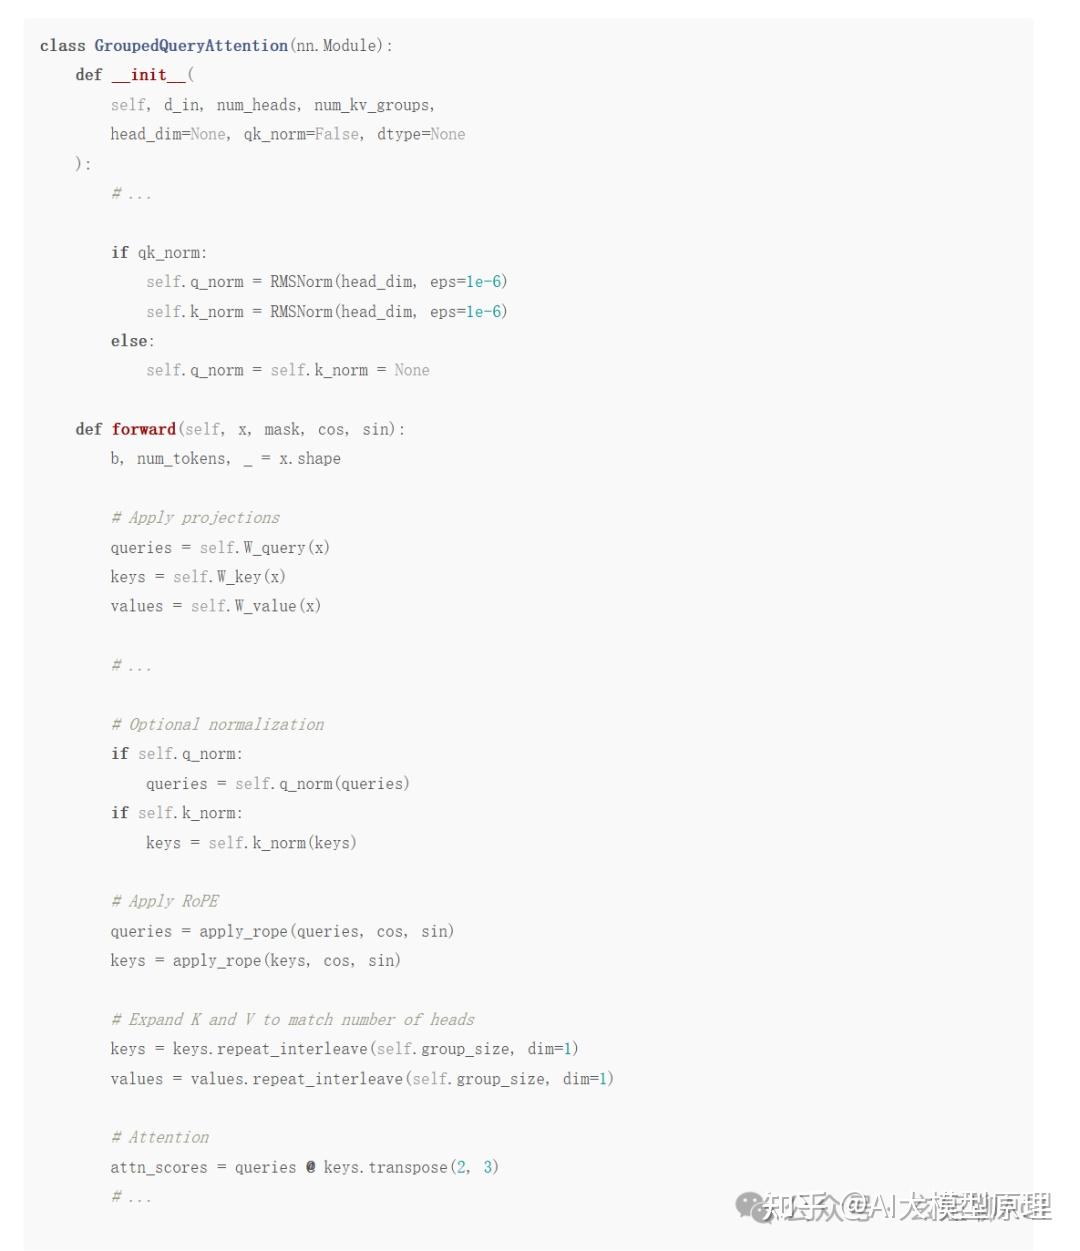 class GroupedQueryAttention(nn.Module):
    def __init__(
        self, d_in, num_heads, num_kv_groups,
        head_dim=None, qk_norm=False, dtype=None
    ):
        # ...
        if qk_norm:
            self.q_norm = RMSNorm(head_dim, eps=1e-6)
            self.k_norm = RMSNorm(head_dim, eps=1e-6)
        else:
            self.q_norm = self.k_norm = None
    def forward(self, x, mask, cos, sin):
        b, num_tokens, _ = x.shape
        # Apply projections
        queries = self.W_query(x)
        keys = self.W_key(x)
        values = self.W_value(x)
        # ...
        # Optional normalization
        if self.q_norm:
            queries = self.q_norm(queries)
        if self.k_norm:
            keys = self.k_norm(keys)
        # Apply RoPE
        queries = apply_rope(queries, cos, sin)
        keys = apply_rope(keys, cos, sin)
        # Expand K and V to match number of heads
        keys = keys.repeat_interleave(self.group_size, dim=1)
        values = values.repeat_interleave(self.group_size, dim=1)
        # Attention
        attn_scores = queries @ keys.transpose(2, 3)
        # ...
知乎 @AI大模型原理